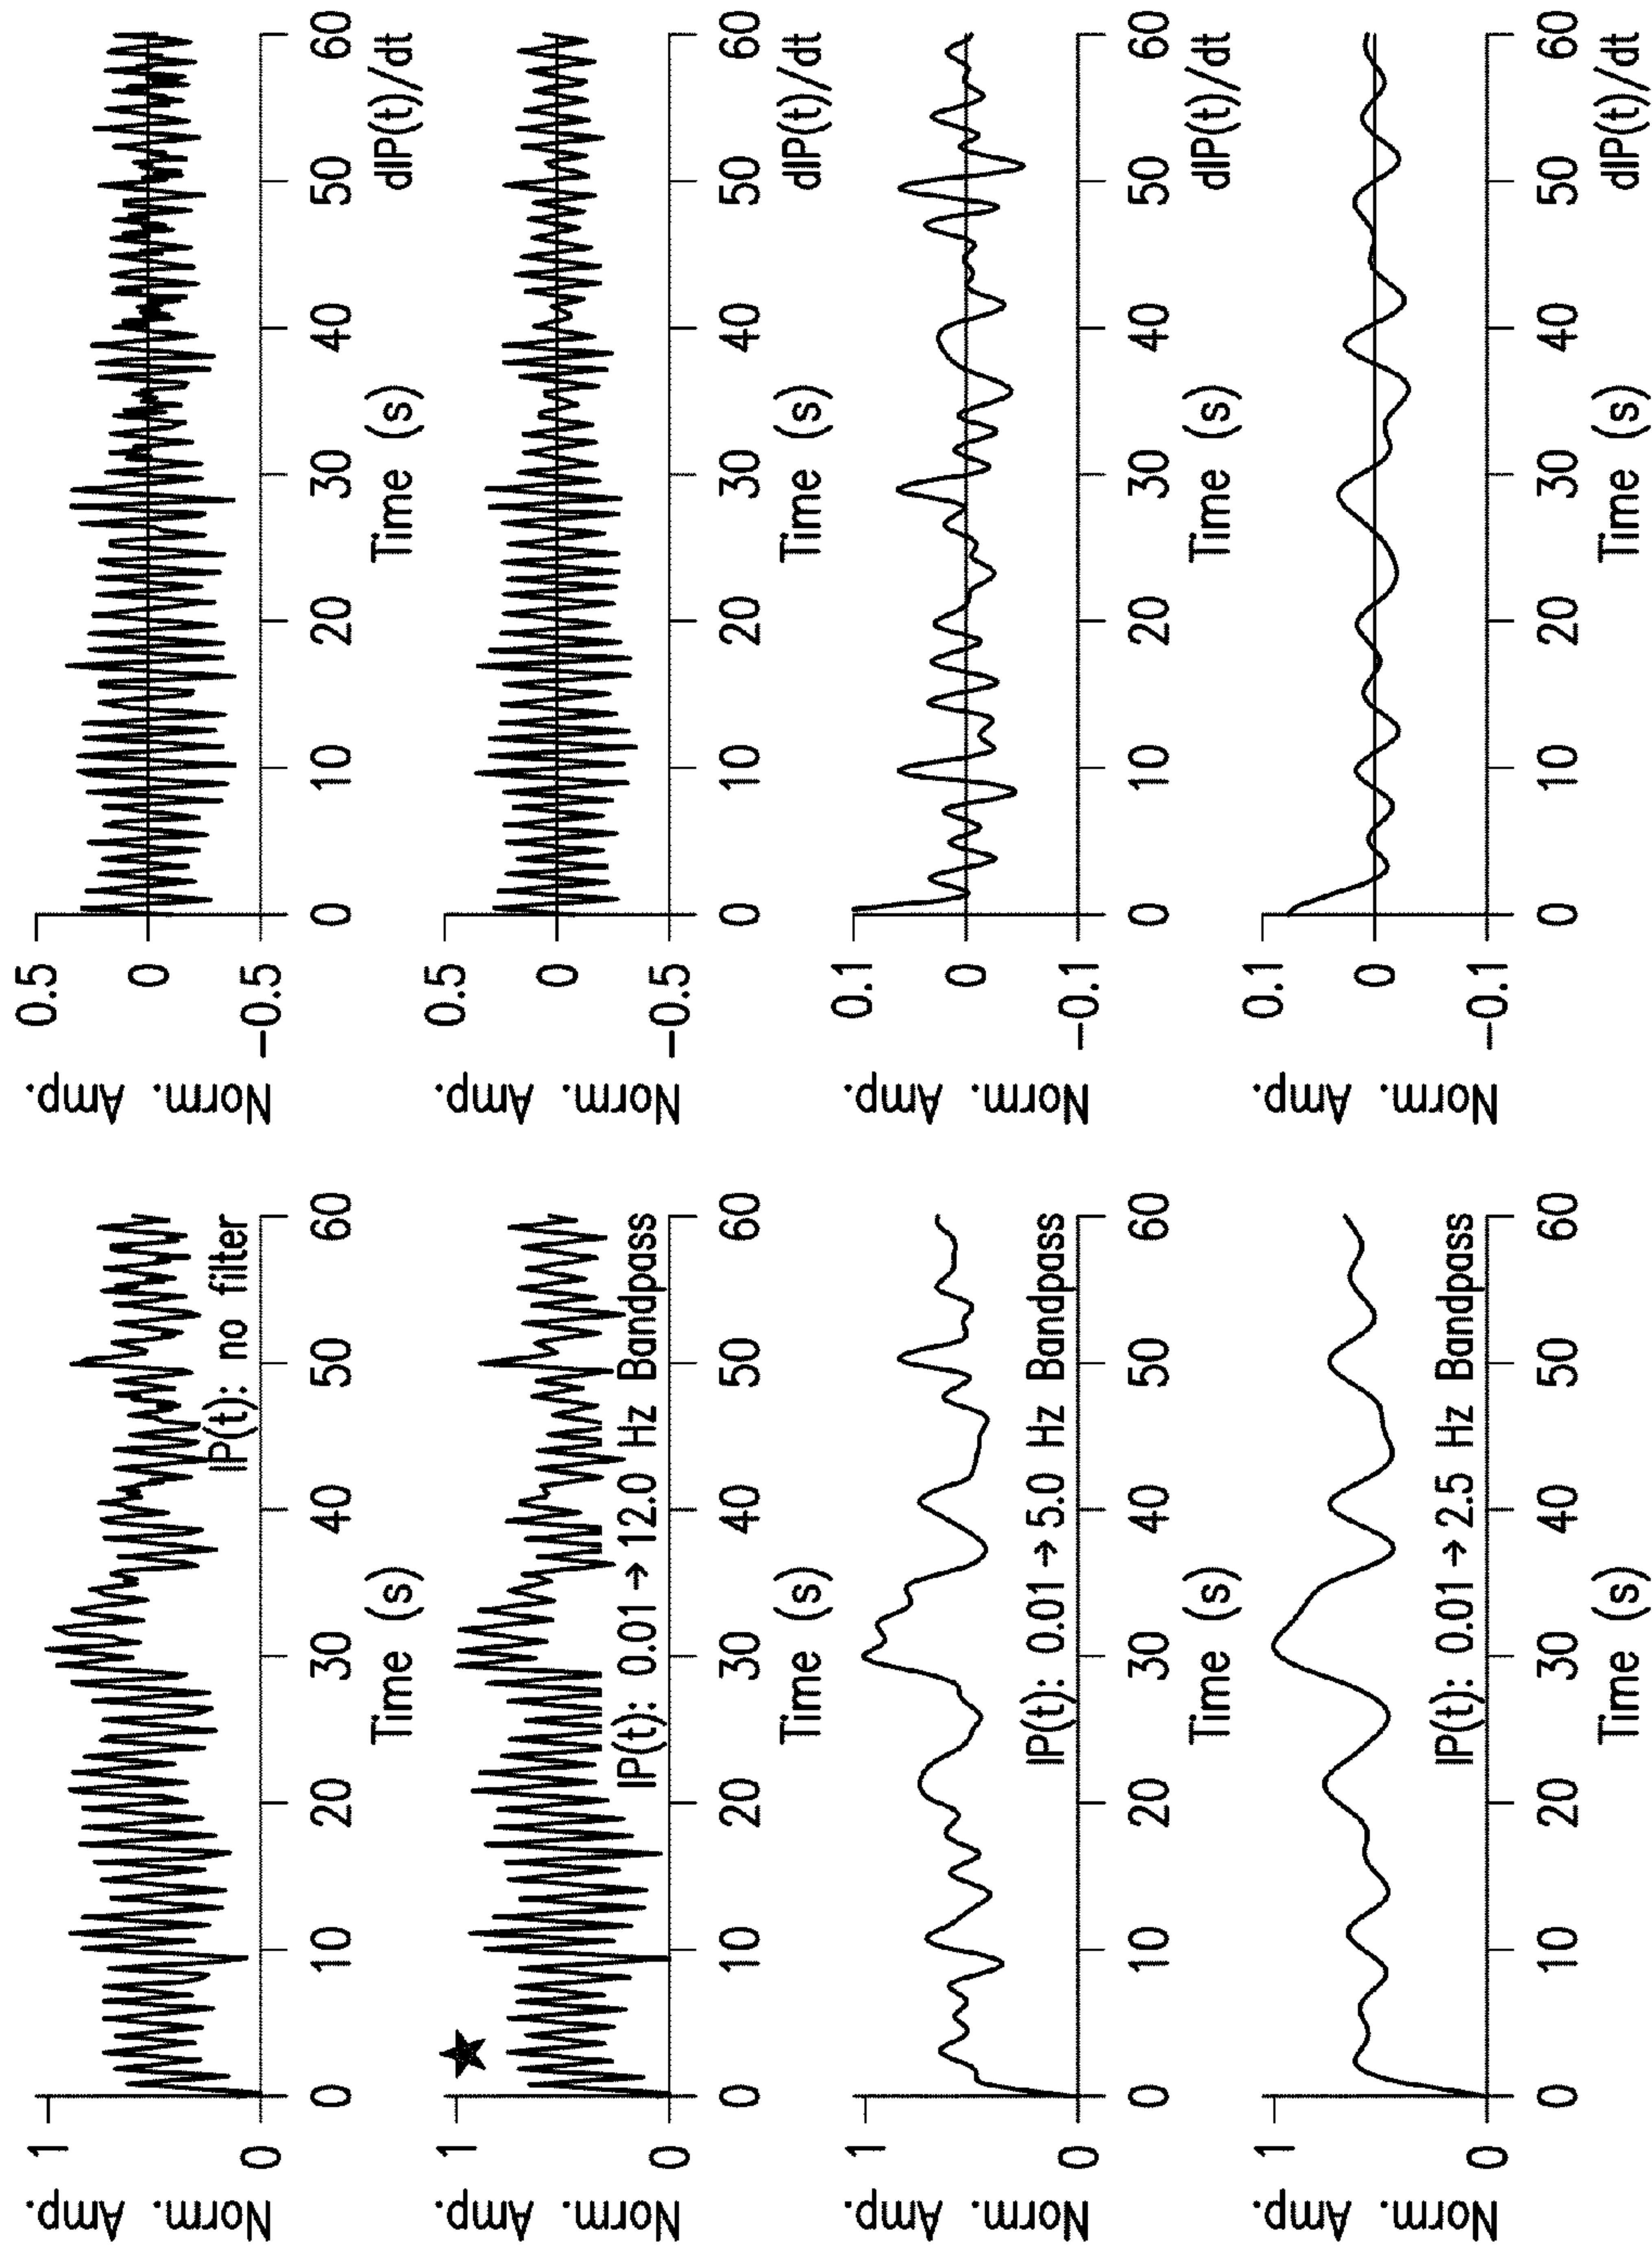 Norm. Amp.
1
0
IP(t): no filter
0 10 20 30 40 50 60
Time (s)
Norm. Amp.
0.5
0
-0.5
0 10 20 30 40 50 60
Time (s)
dIP(t)/dt
Norm. Amp.
1
0
IP(t): 0.01 → 12.0 Hz Bandpass
0 10 20 30 40 50 60
Time (s)
Norm. Amp.
0.5
0
-0.5
0 10 20 30 40 50 60
Time (s)
dIP(t)/dt
Norm. Amp.
1
0
IP(t): 0.01 → 5.0 Hz Bandpass
0 10 20 30 40 50 60
Time (s)
Norm. Amp.
0.1
0
-0.1
0 10 20 30 40 50 60
Time (s)
dIP(t)/dt
Norm. Amp.
1
0
IP(t): 0.01 → 2.5 Hz Bandpass
0 10 20 30 40 50 60
Time (s)
Norm. Amp.
0.1
0
-0.1
0 10 20 30 40 50 60
Time (s)
dIP(t)/dt